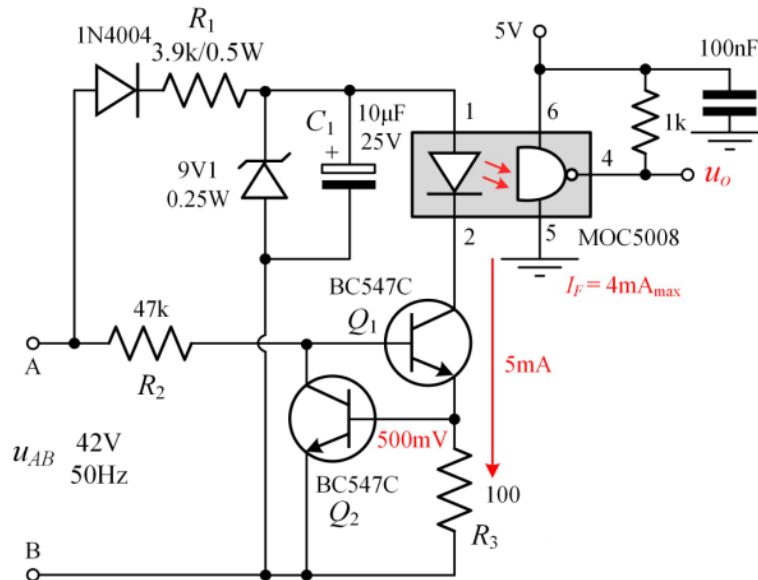 1N4004
R1
3.9k/0.5W
5V
100nF
C1
10µF
25V
+
1
6
1k
9V1
0.25W
4
uo
2
5
MOC5008
BC547C
IF = 4mAmax
47k
Q1
A
R2
5mA
500mV
uAB
42V
50Hz
BC547C
Q2
100
R3
B